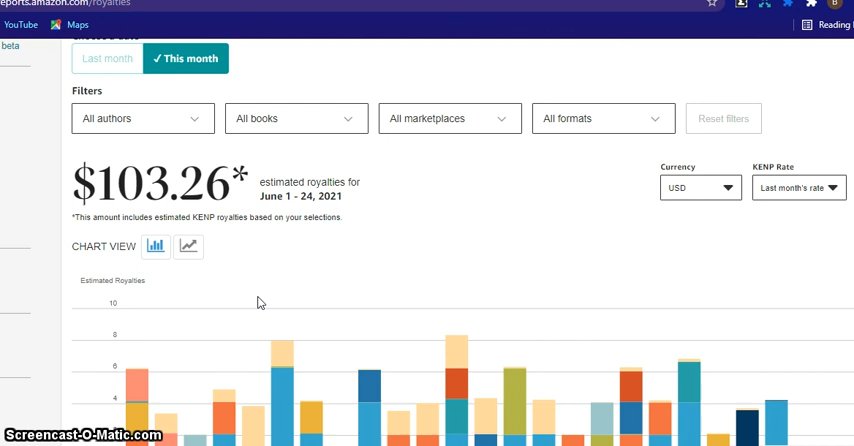 reports.amazon.com/royalties
B
YouTube Maps Reading
beta
Last month ✓ This month
Filters
All authors All books All marketplaces All formats Reset filters
$103.26* estimated royalties for
June 1 - 24, 2021
Currency KENP Rate
USD Last month's rate
*This amount includes estimated KENP royalties based on your selections.
CHART VIEW
Estimated Royalties
10
8
6
4
Screencast-O-Matic.com